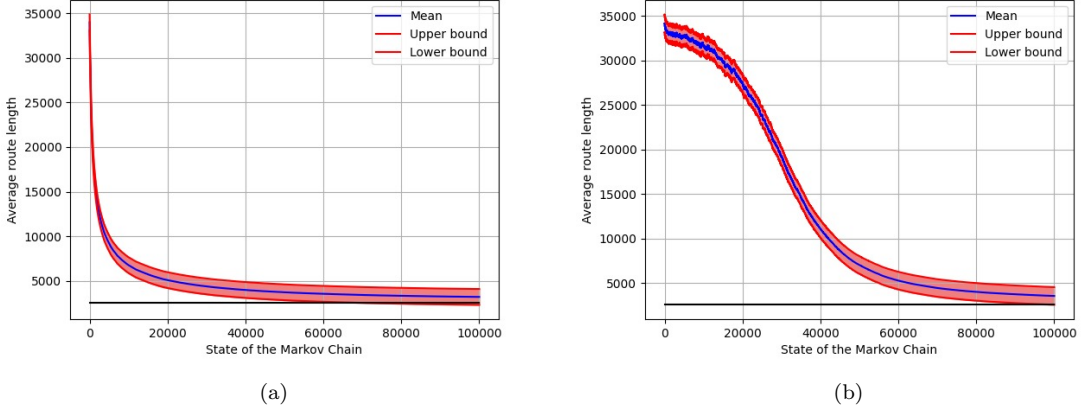 35000
30000
25000
20000
15000
10000
5000
Average route length
Mean
Upper bound
Lower bound
0 20000 40000 60000 80000 100000
State of the Markov Chain
(a)
35000
30000
25000
20000
15000
10000
5000
Average route length
Mean
Upper bound
Lower bound
0 20000 40000 60000 80000 100000
State of the Markov Chain
(b)